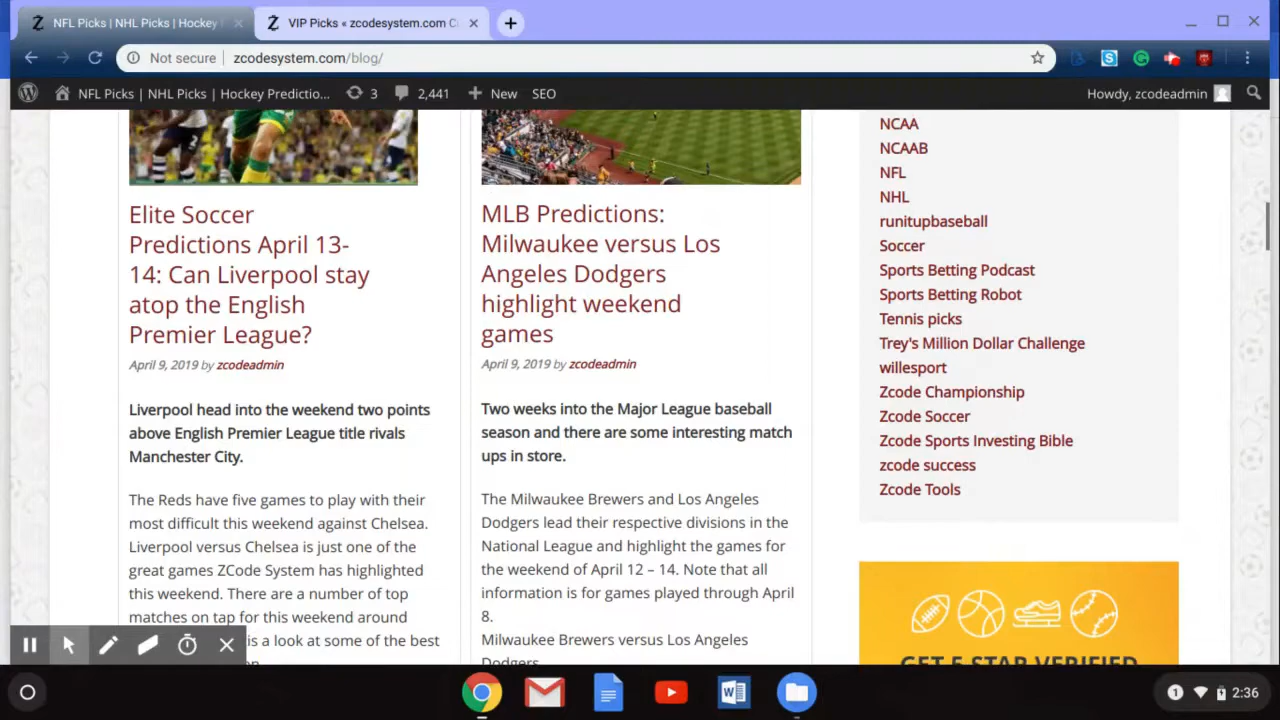 NFL Picks | NHL Picks | Hockey
VIP Picks « zcodesystem.com
Not secure
zcodesystem.com/blog/
NFL Picks | NHL Picks | Hockey Predictio...
3
2,441
New
SEO
Howdy, zcodeadmin
Elite Soccer
Predictions April 13-
14: Can Liverpool stay
atop the English
Premier League?
April 9, 2019 by zcodeadmin
Liverpool head into the weekend two points
above English Premier League title rivals
Manchester City.
The Reds have five games to play with their
most difficult this weekend against Chelsea.
Liverpool versus Chelsea is just one of the
great games ZCode System has highlighted
this weekend. There are a number of top
matches on tap for this weekend around
is a look at some of the best
MLB Predictions:
Milwaukee versus Los
Angeles Dodgers
highlight weekend
games
April 9, 2019 by zcodeadmin
Two weeks into the Major League baseball
season and there are some interesting match
ups in store.
The Milwaukee Brewers and Los Angeles
Dodgers lead their respective divisions in the
National League and highlight the games for
the weekend of April 12 – 14. Note that all
information is for games played through April
8.
Milwaukee Brewers versus Los Angeles
Dodgers
NCAA
NCAAB
NFL
NHL
runitupbaseball
Soccer
Sports Betting Podcast
Sports Betting Robot
Tennis picks
Trey's Million Dollar Challenge
willesport
Zcode Championship
Zcode Soccer
Zcode Sports Investing Bible
zcode success
Zcode Tools
GET 5 STAR VERIFIED
1
2:36